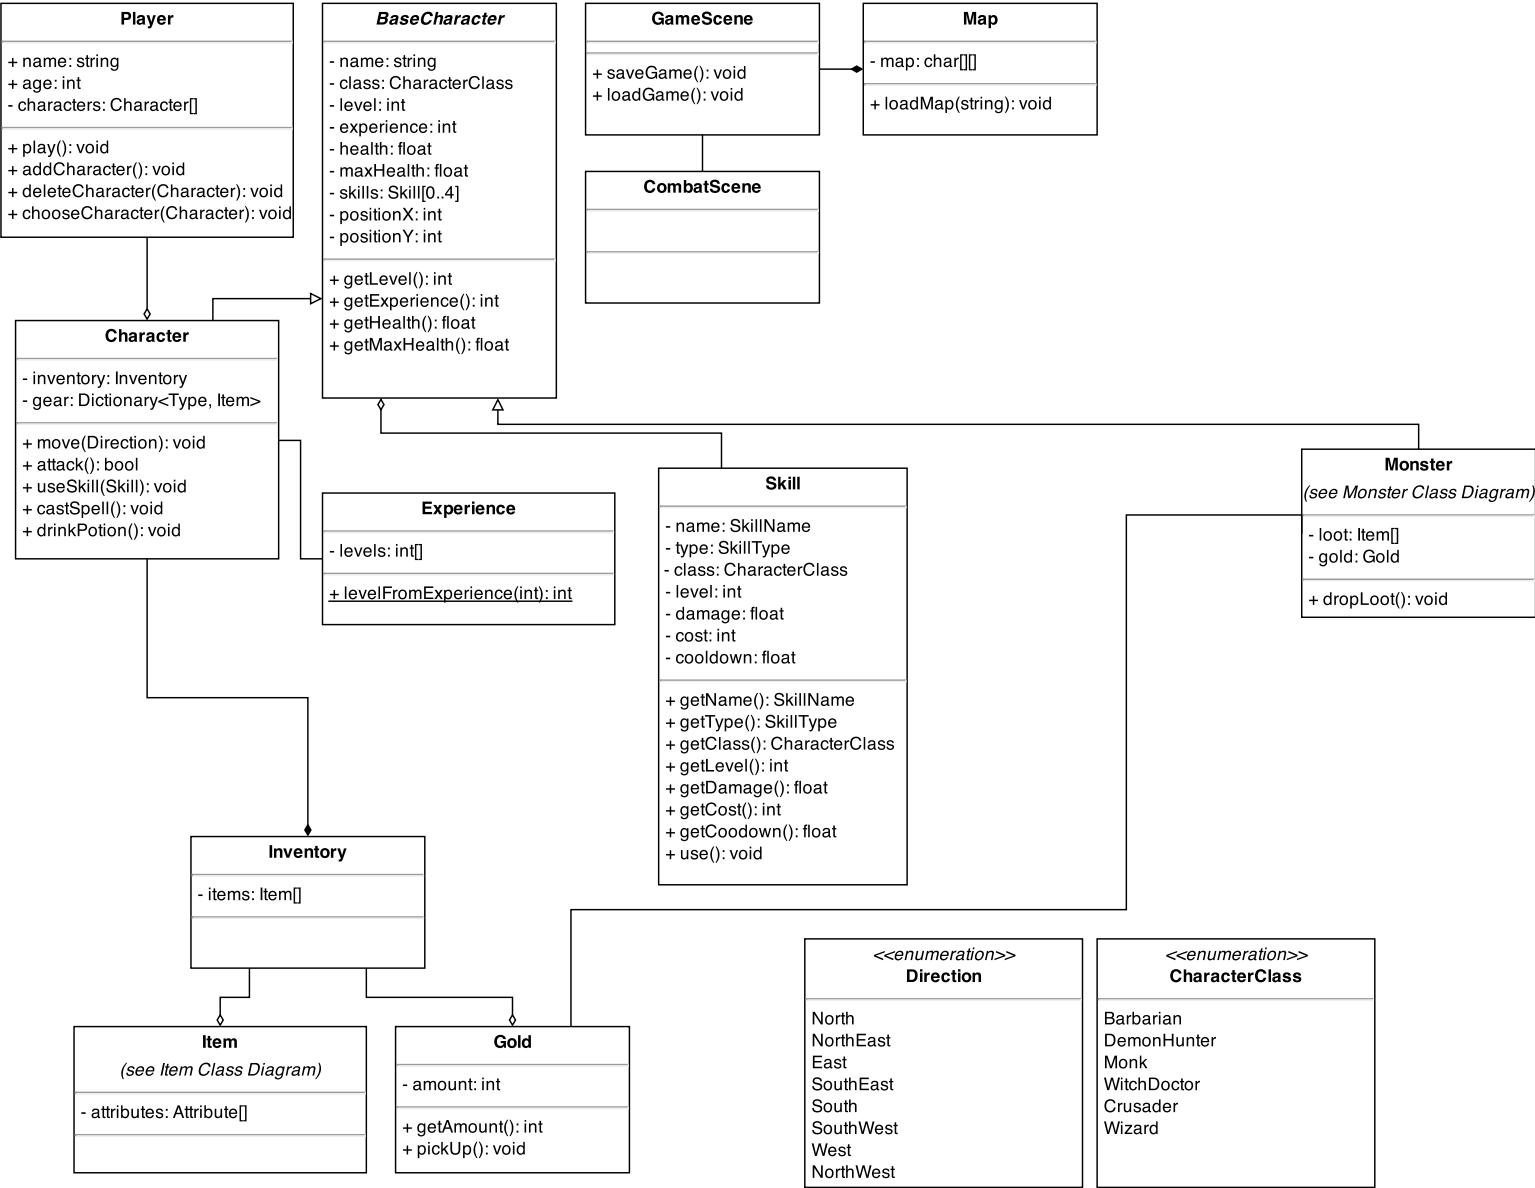 Player
+ name: string
+ age: int
- characters: Character[]
+ play(): void
+ addCharacter(): void
+ deleteCharacter(Character): void
+ chooseCharacter(Character): void
BaseCharacter
- name: string
- class: CharacterClass
- level: int
- experience: int
- health: float
- maxHealth: float
- skills: Skill[0..4]
- positionX: int
- positionY: int
+ getLevel(): int
+ getExperience(): int
+ getHealth(): float
+ getMaxHealth(): float
GameScene
+ saveGame(): void
+ loadGame(): void
Map
- map: char[][]
+ loadMap(string): void
CombatScene
Character
- inventory: Inventory
- gear: Dictionary<Type, Item>
+ move(Direction): void
+ attack(): bool
+ useSkill(Skill): void
+ castSpell(): void
+ drinkPotion(): void
Experience
- levels: int[]
+ levelFromExperience(int): int
Skill
- name: SkillName
- type: SkillType
- class: CharacterClass
- level: int
- damage: float
- cost: int
- cooldown: float
+ getName(): SkillName
+ getType(): SkillType
+ getClass(): CharacterClass
+ getLevel(): int
+ getDamage(): float
+ getCost(): int
+ getCoodown(): float
+ use(): void
Monster
(see Monster Class Diagram)
- loot: Item[]
- gold: Gold
+ dropLoot(): void
Inventory
- items: Item[]
Item
(see Item Class Diagram)
- attributes: Attribute[]
Gold
- amount: int
+ getAmount(): int
+ pickUp(): void
<<enumeration>>
Direction
North
NorthEast
East
SouthEast
South
SouthWest
West
NorthWest
<<enumeration>>
CharacterClass
Barbarian
DemonHunter
Monk
WitchDoctor
Crusader
Wizard